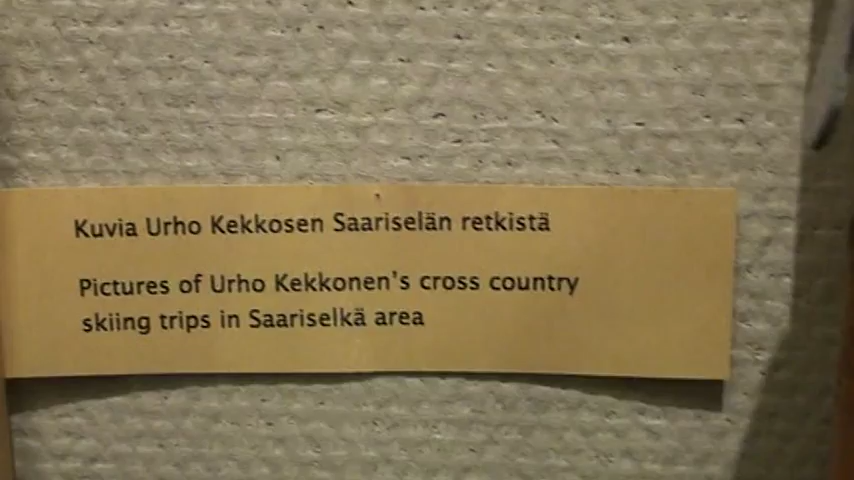 Kuvia Urho Kekkosen Saariselän retkistä
Pictures of Urho Kekkonen's cross country
skiing trips in Saariselkä area